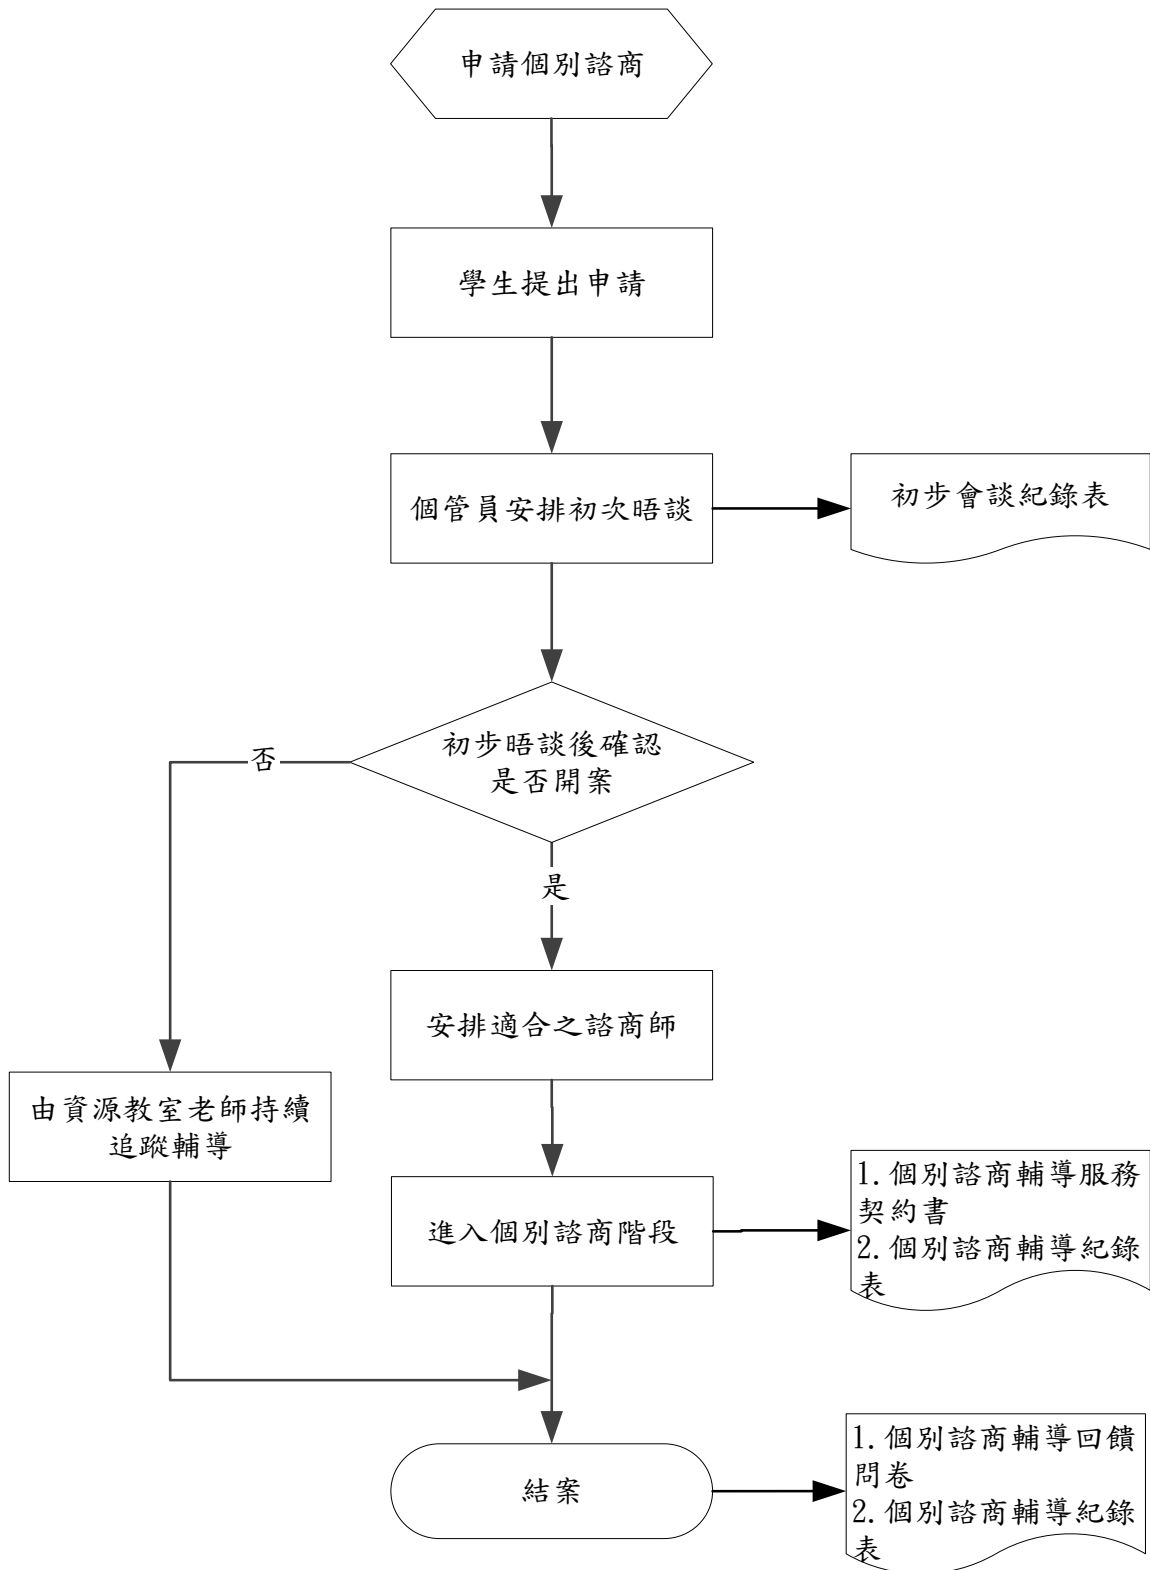 申請個別諮商
學生提出申請
個管員安排初次晤談
初步會談紀錄表
初步晤談後確認
是否開案
否
是
安排適合之諮商師
由資源教室老師持續
追蹤輔導
進入個別諮商階段
1.個別諮商輔導服務
契約書
2.個別諮商輔導紀錄
表
結案
1.個別諮商輔導回饋
問卷
2.個別諮商輔導紀錄
表